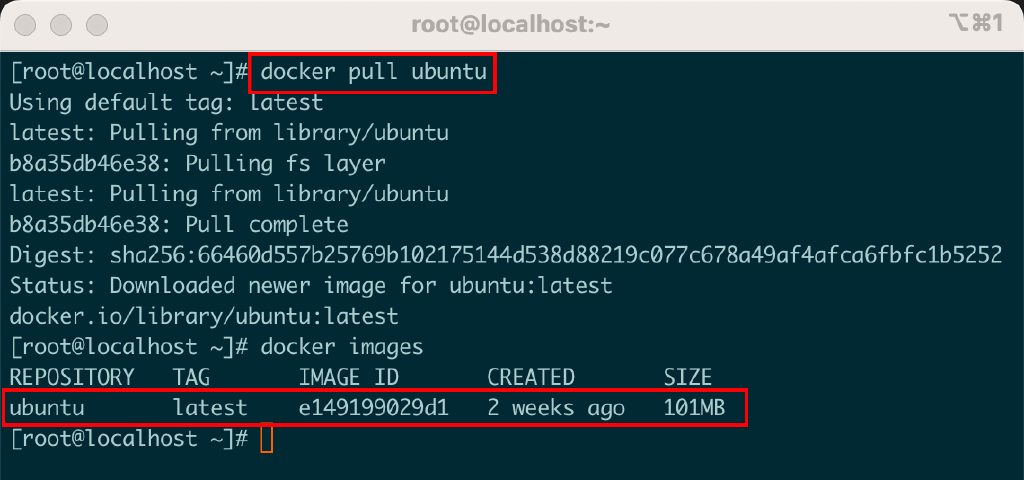 root@localhost:~
⌥⌘1
[root@localhost ~]# docker pull ubuntu
Using default tag: latest
latest: Pulling from library/ubuntu
b8a35db46e38: Pulling fs layer
latest: Pulling from library/ubuntu
b8a35db46e38: Pull complete
Digest: sha256:66460d557b25769b102175144d538d88219c077c678a49af4afca6fbfc1b5252
Status: Downloaded newer image for ubuntu:latest
docker.io/library/ubuntu:latest
[root@localhost ~]# docker images
REPOSITORY   TAG       IMAGE ID       CREATED       SIZE
ubuntu       latest    e149199029d1   2 weeks ago   101MB
[root@localhost ~]#